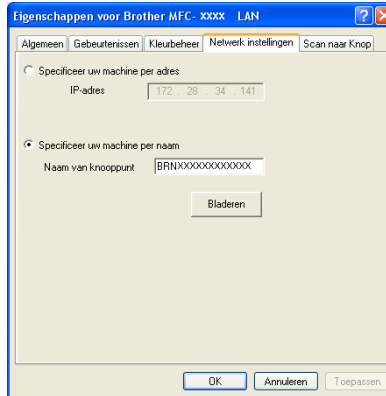 Eigenschappen voor Brother MFC- XXXX LAN
Algemeen Gebeurtenissen Kleurbeheer Netwerk instellingen Scan naar Knop
Specificeer uw machine per adres
IP-adres 172 . 28 . 34 . 141
Specificeer uw machine per naam
Naam van knooppunt BRNXXXXXXXXXXXX
Bladeren
OK Annuleren Toepassen